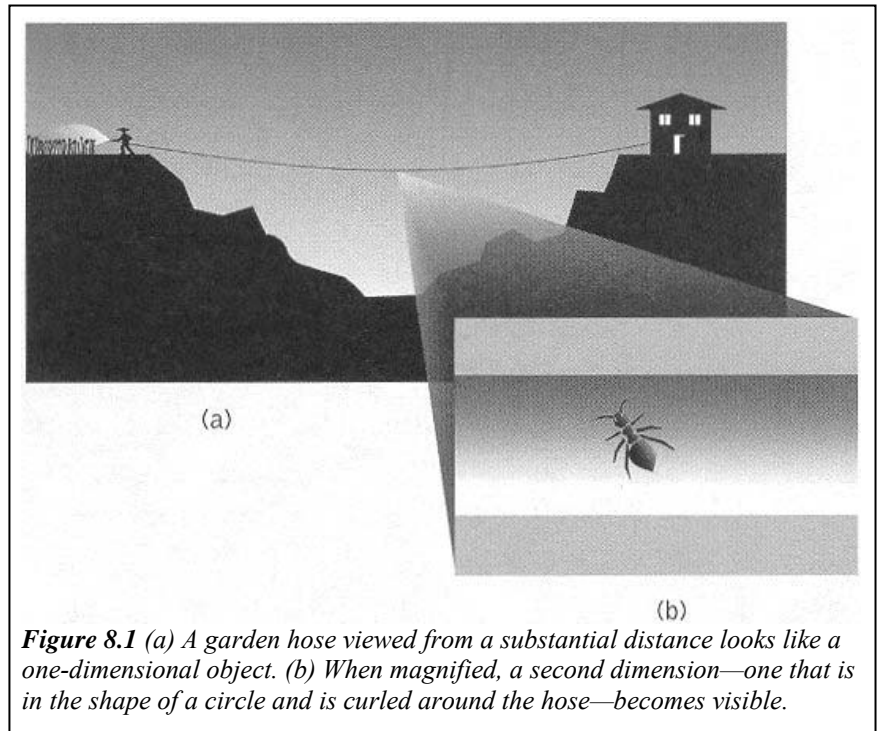 (a)
(b)
Figure 8.1 (a) A garden hose viewed from a substantial distance looks like a
one-dimensional object. (b) When magnified, a second dimension—one that is
in the shape of a circle and is curled around the hose—becomes visible.